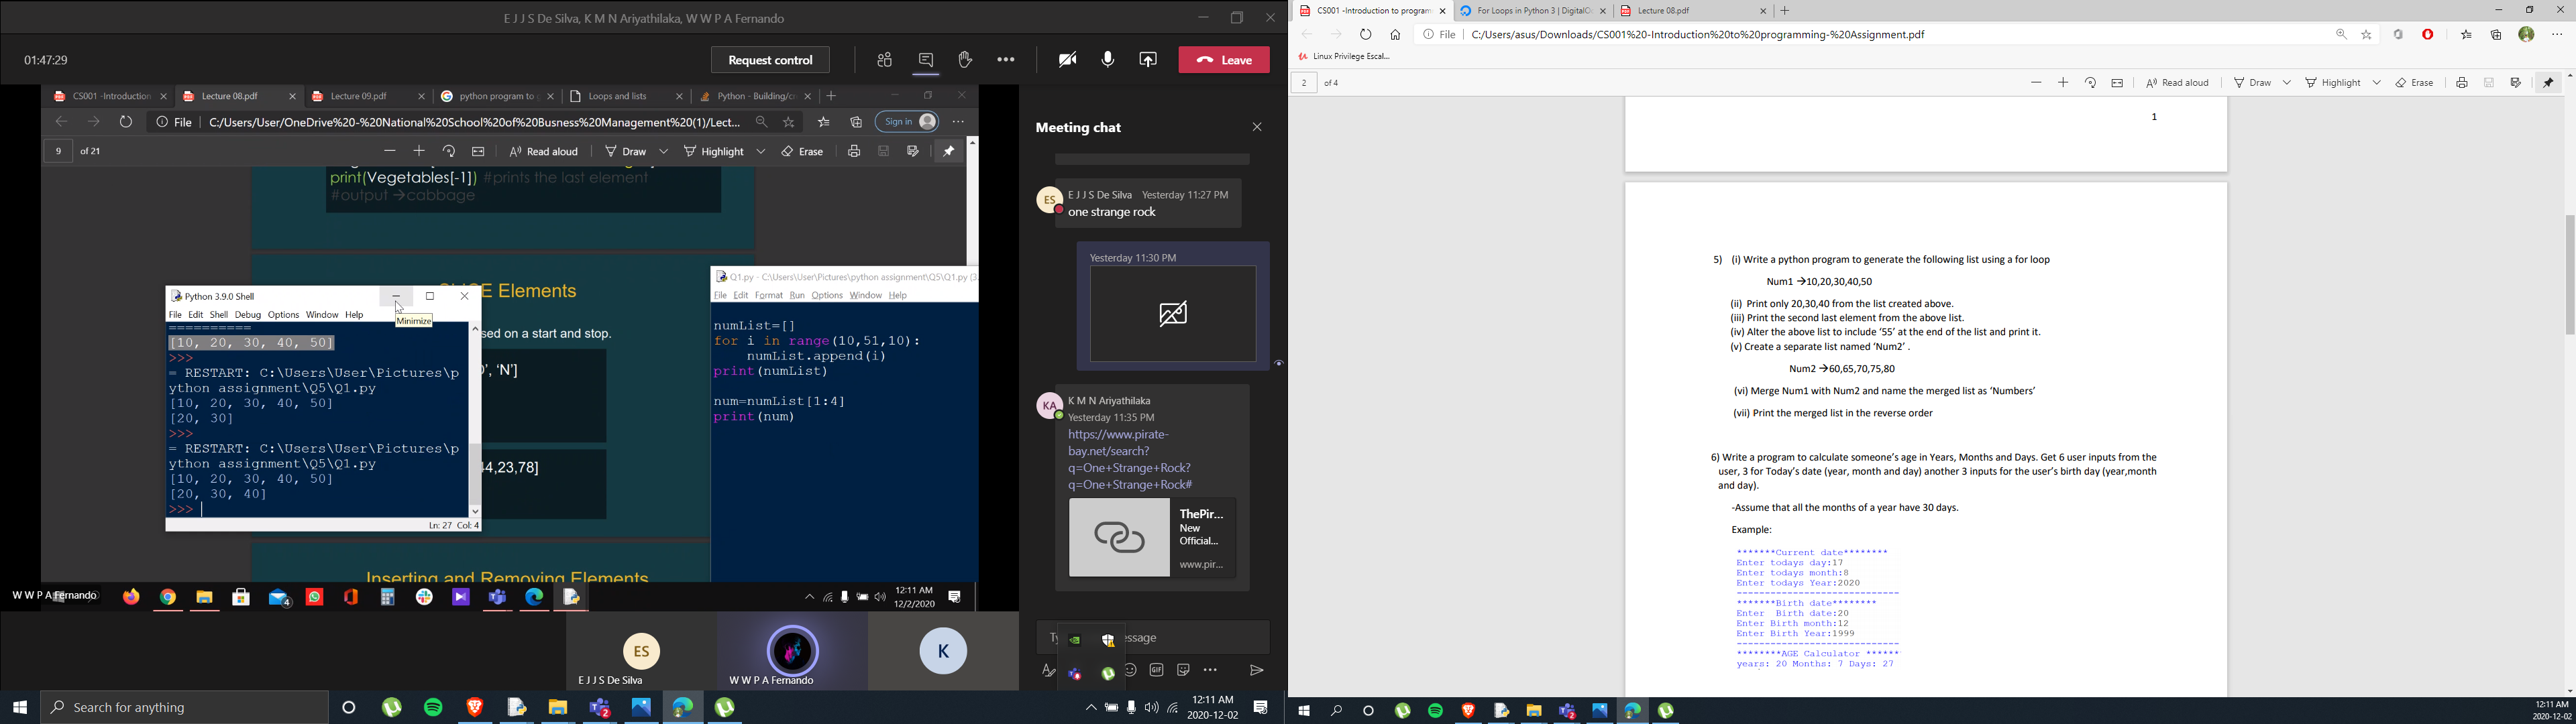 E J J S De Silva, K M N Ariyathilaka, W W P A Fernando
01:47:29
Request control
Leave
CS001 -Introduction
Lecture 08.pdf
Lecture 09.pdf
python program to
Loops and lists
Python - Building/cr
File
C:/Users/User/OneDrive%20-%20National%20School%20of%20Busness%20Management%20(1)/Lect...
Sign in
9
of 21
Read aloud
Draw
Highlight
Erase
print(Vegetables[-1]) #prints the last element
#output →cabbage
E Elements
sed on a start and stop.
, 'N']
4,23,78]
Inserting and Removing Elements
Python 3.9.0 Shell
File Edit Shell Debug Options Window Help
Minimize
==========
[10, 20, 30, 40, 50]
>>>
= RESTART: C:\Users\User\Pictures\p
ython assignment\Q5\Q1.py
[10, 20, 30, 40, 50]
[20, 30]
>>>
= RESTART: C:\Users\User\Pictures\p
ython assignment\Q5\Q1.py
[10, 20, 30, 40, 50]
[20, 30, 40]
>>>
Ln: 27 Col: 4
Q1.py - C:\Users\User\Pictures\python assignment\Q5\Q1.py (3.
File Edit Format Run Options Window Help
numList=[]
for i in range(10,51,10):
numList.append(i)
print(numList)
num=numList[1:4]
print(num)
W W P A Fernando
4
12:11 AM
12/2/2020
Meeting chat
ES
E J J S De Silva Yesterday 11:27 PM
one strange rock
Yesterday 11:30 PM
KA
K M N Ariyathilaka
Yesterday 11:35 PM
https://www.pirate-
bay.net/search?
q=One+Strange+Rock?
q=One+Strange+Rock#
ThePir...
New
Official...
www.pir...
Ty
essage
GIF
ES
E J J S De Silva
W W P A Fernando
K
Search for anything
2
12:11 AM
2020-12-02
CS001 -Introduction to program
For Loops in Python 3 | DigitalO
Lecture 08.pdf
File
C:/Users/asus/Downloads/CS001%20-Introduction%20to%20programming-%20Assignment.pdf
Linux Privilege Escal...
2
of 4
Read aloud
Draw
Highlight
Erase
1
5) (i) Write a python program to generate the following list using a for loop
Num1 →10,20,30,40,50
(ii) Print only 20,30,40 from the list created above.
(iii) Print the second last element from the above list.
(iv) Alter the above list to include '55' at the end of the list and print it.
(v) Create a separate list named 'Num2' .
Num2 →60,65,70,75,80
(vi) Merge Num1 with Num2 and name the merged list as 'Numbers'
(vii) Print the merged list in the reverse order
6) Write a program to calculate someone's age in Years, Months and Days. Get 6 user inputs from the
user, 3 for Today's date (year, month and day) another 3 inputs for the user's birth day (year,month
and day).
-Assume that all the months of a year have 30 days.
Example:
*******Current date********
Enter todays day:17
Enter todays month:8
Enter todays Year:2020
-----------------------------
*******Birth date********
Enter Birth date:20
Enter Birth month:12
Enter Birth Year:1999
-----------------------------
********AGE Calculator ******
years: 20 Months: 7 Days: 27
2
12:11 AM
2020-12-02